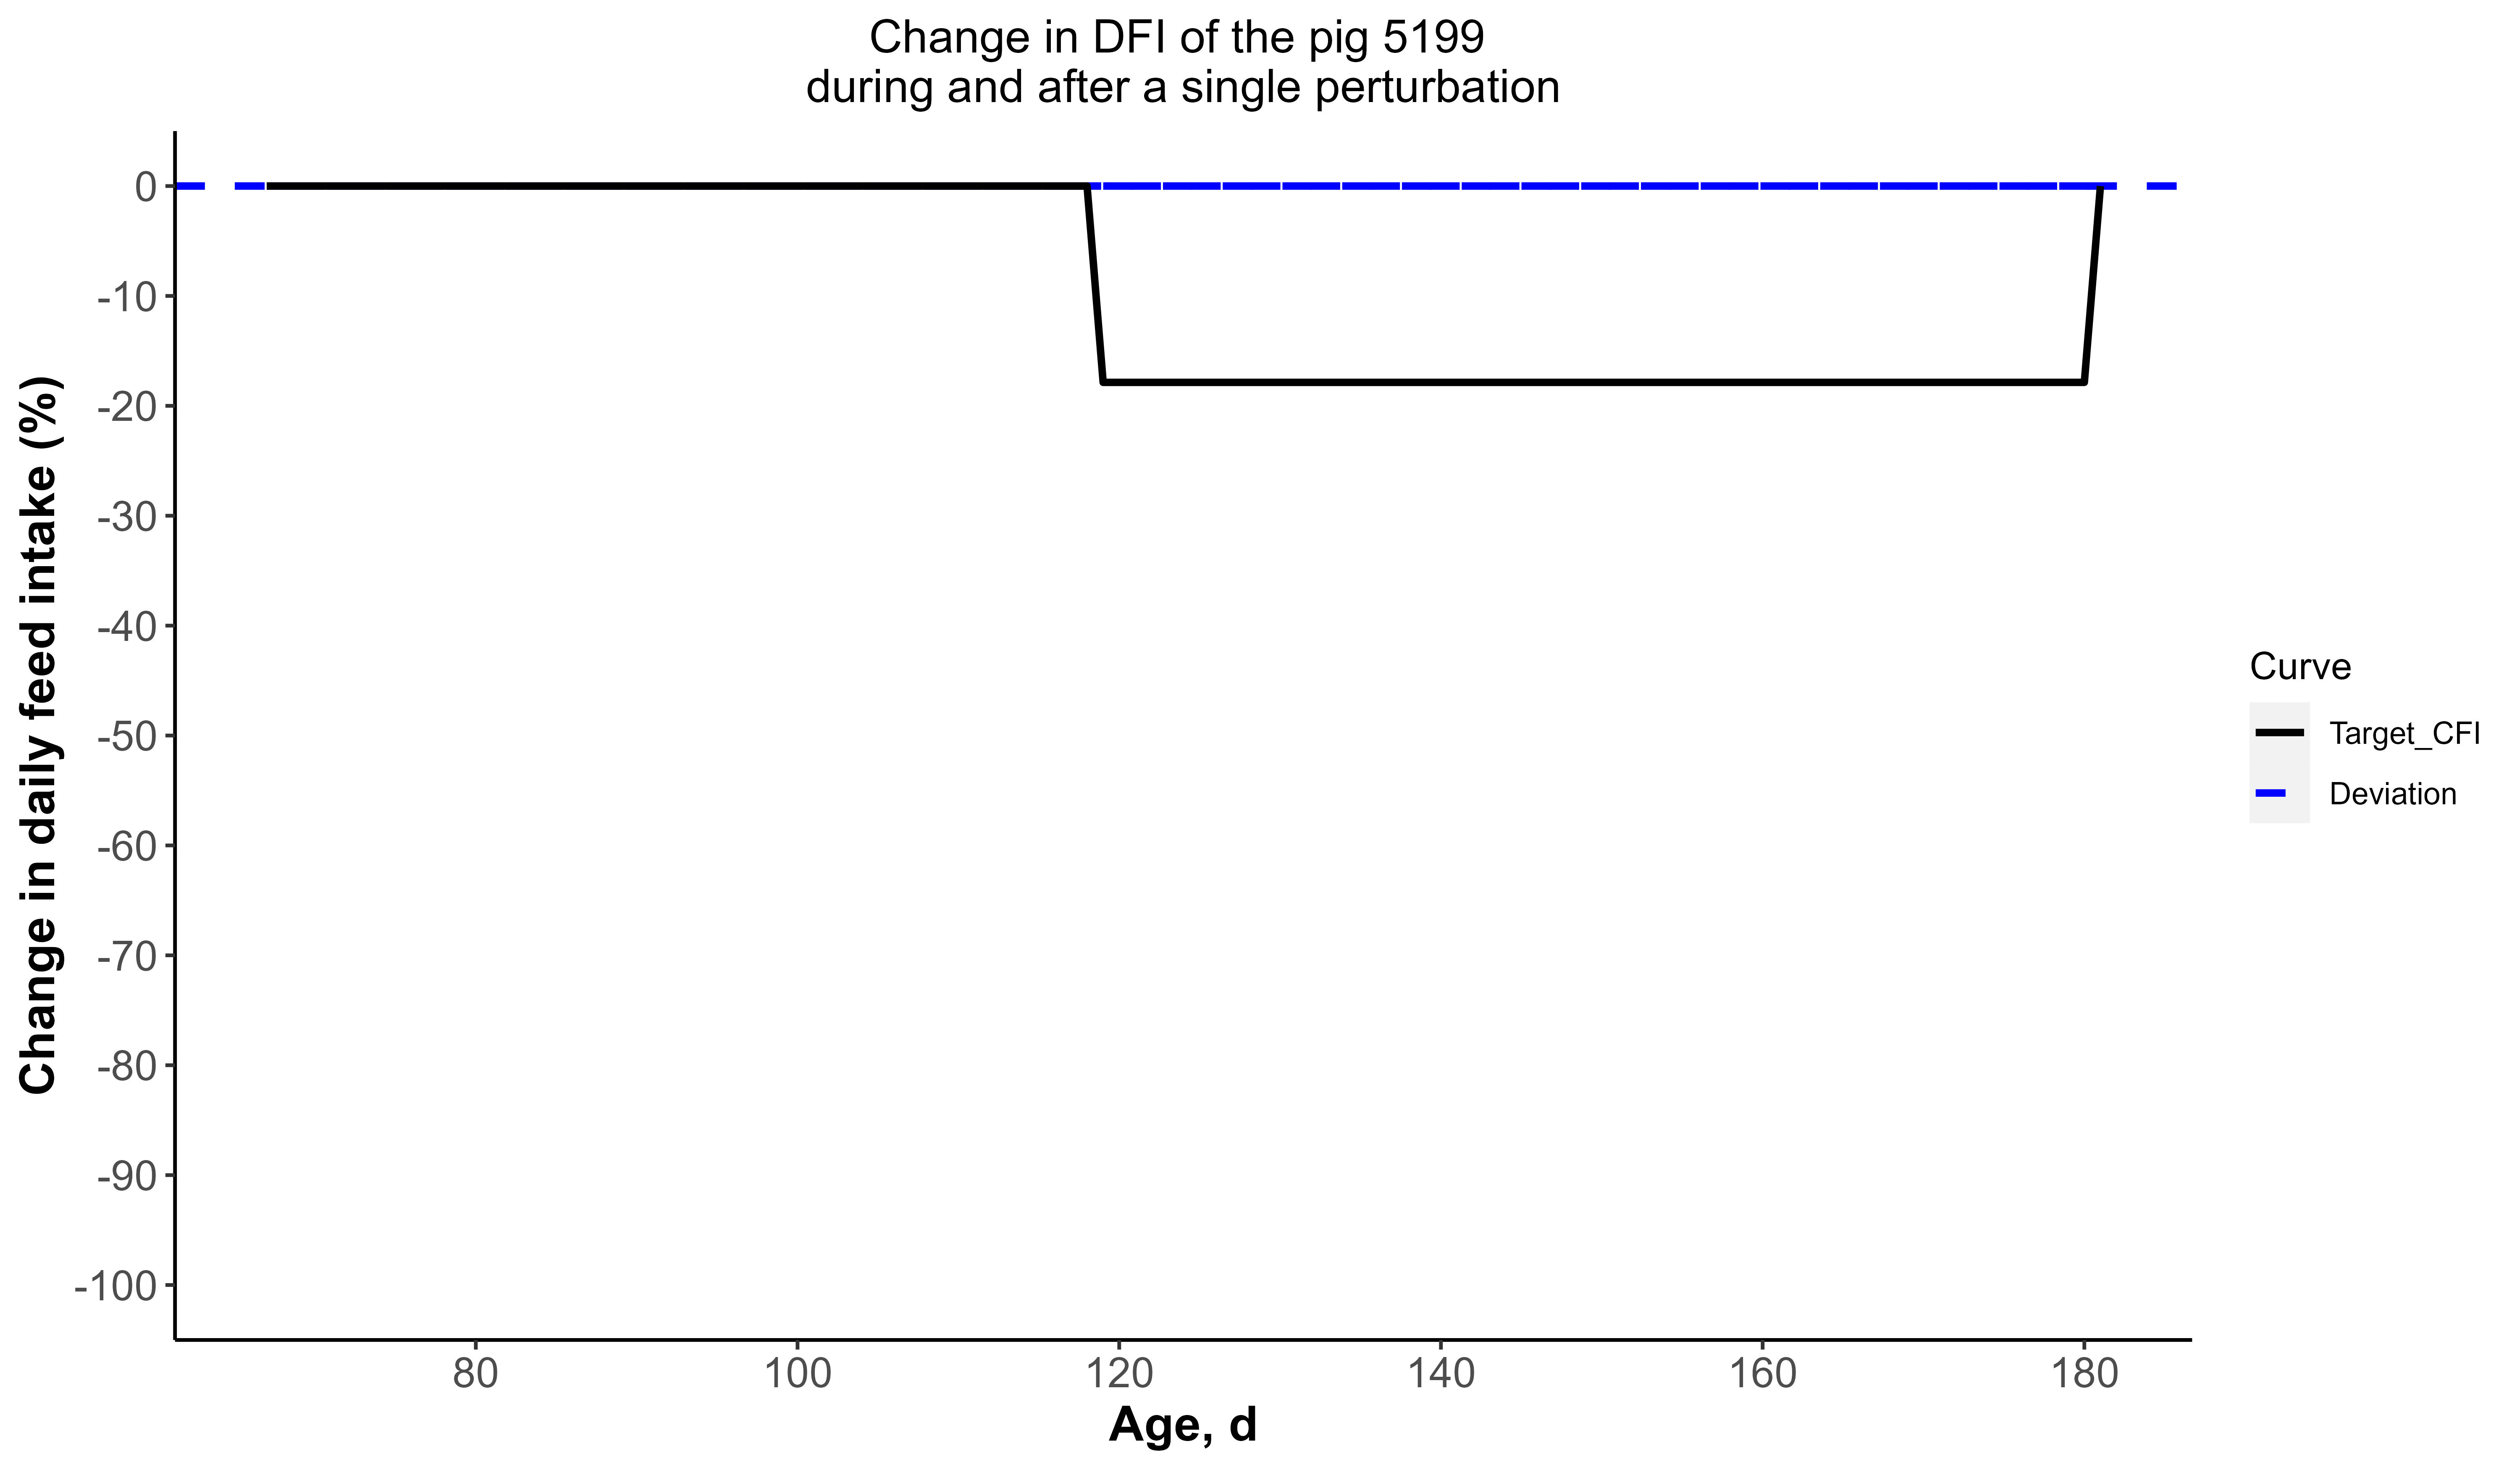 Change in DFI of the pig 5199
during and after a single perturbation
Change in daily feed intake (%)
0
-10
-20
-30
-40
-50
-60
-70
-80
-90
-100
80
100
120
140
160
180
Age, d
Curve
Target_CFI
Deviation